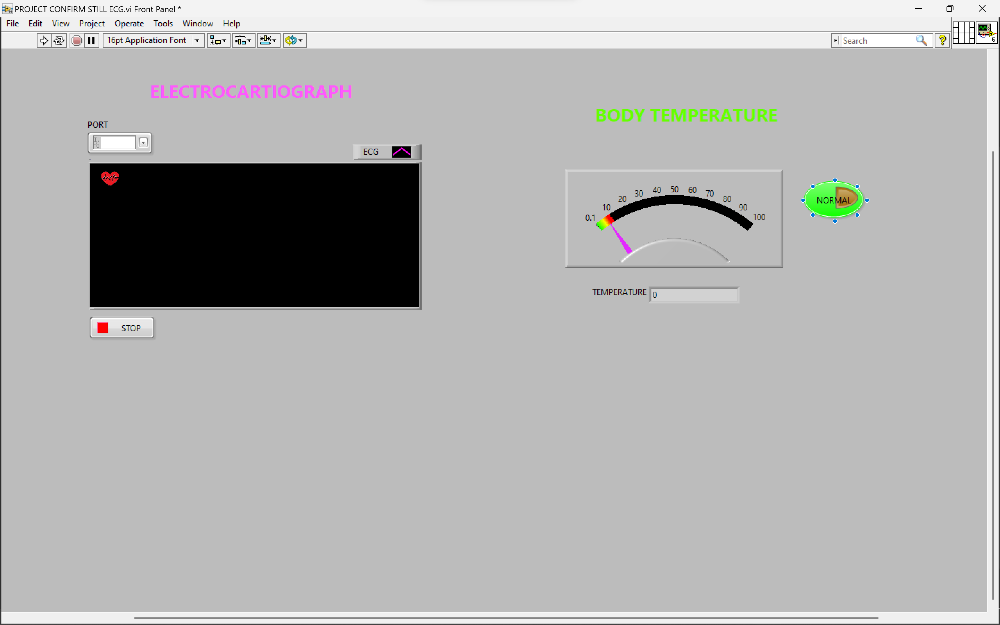 PROJECT CONFIRM STILL ECG.vi Front Panel *
File Edit View Project Operate Tools Window Help
16pt Application Font
Search
?
6
ELECTROCARTIOGRAPH
BODY TEMPERATURE
PORT
I/O
ECG
0.1 10 20 30 40 50 60 70 80 90 100
NORMAL
TEMPERATURE 0
STOP